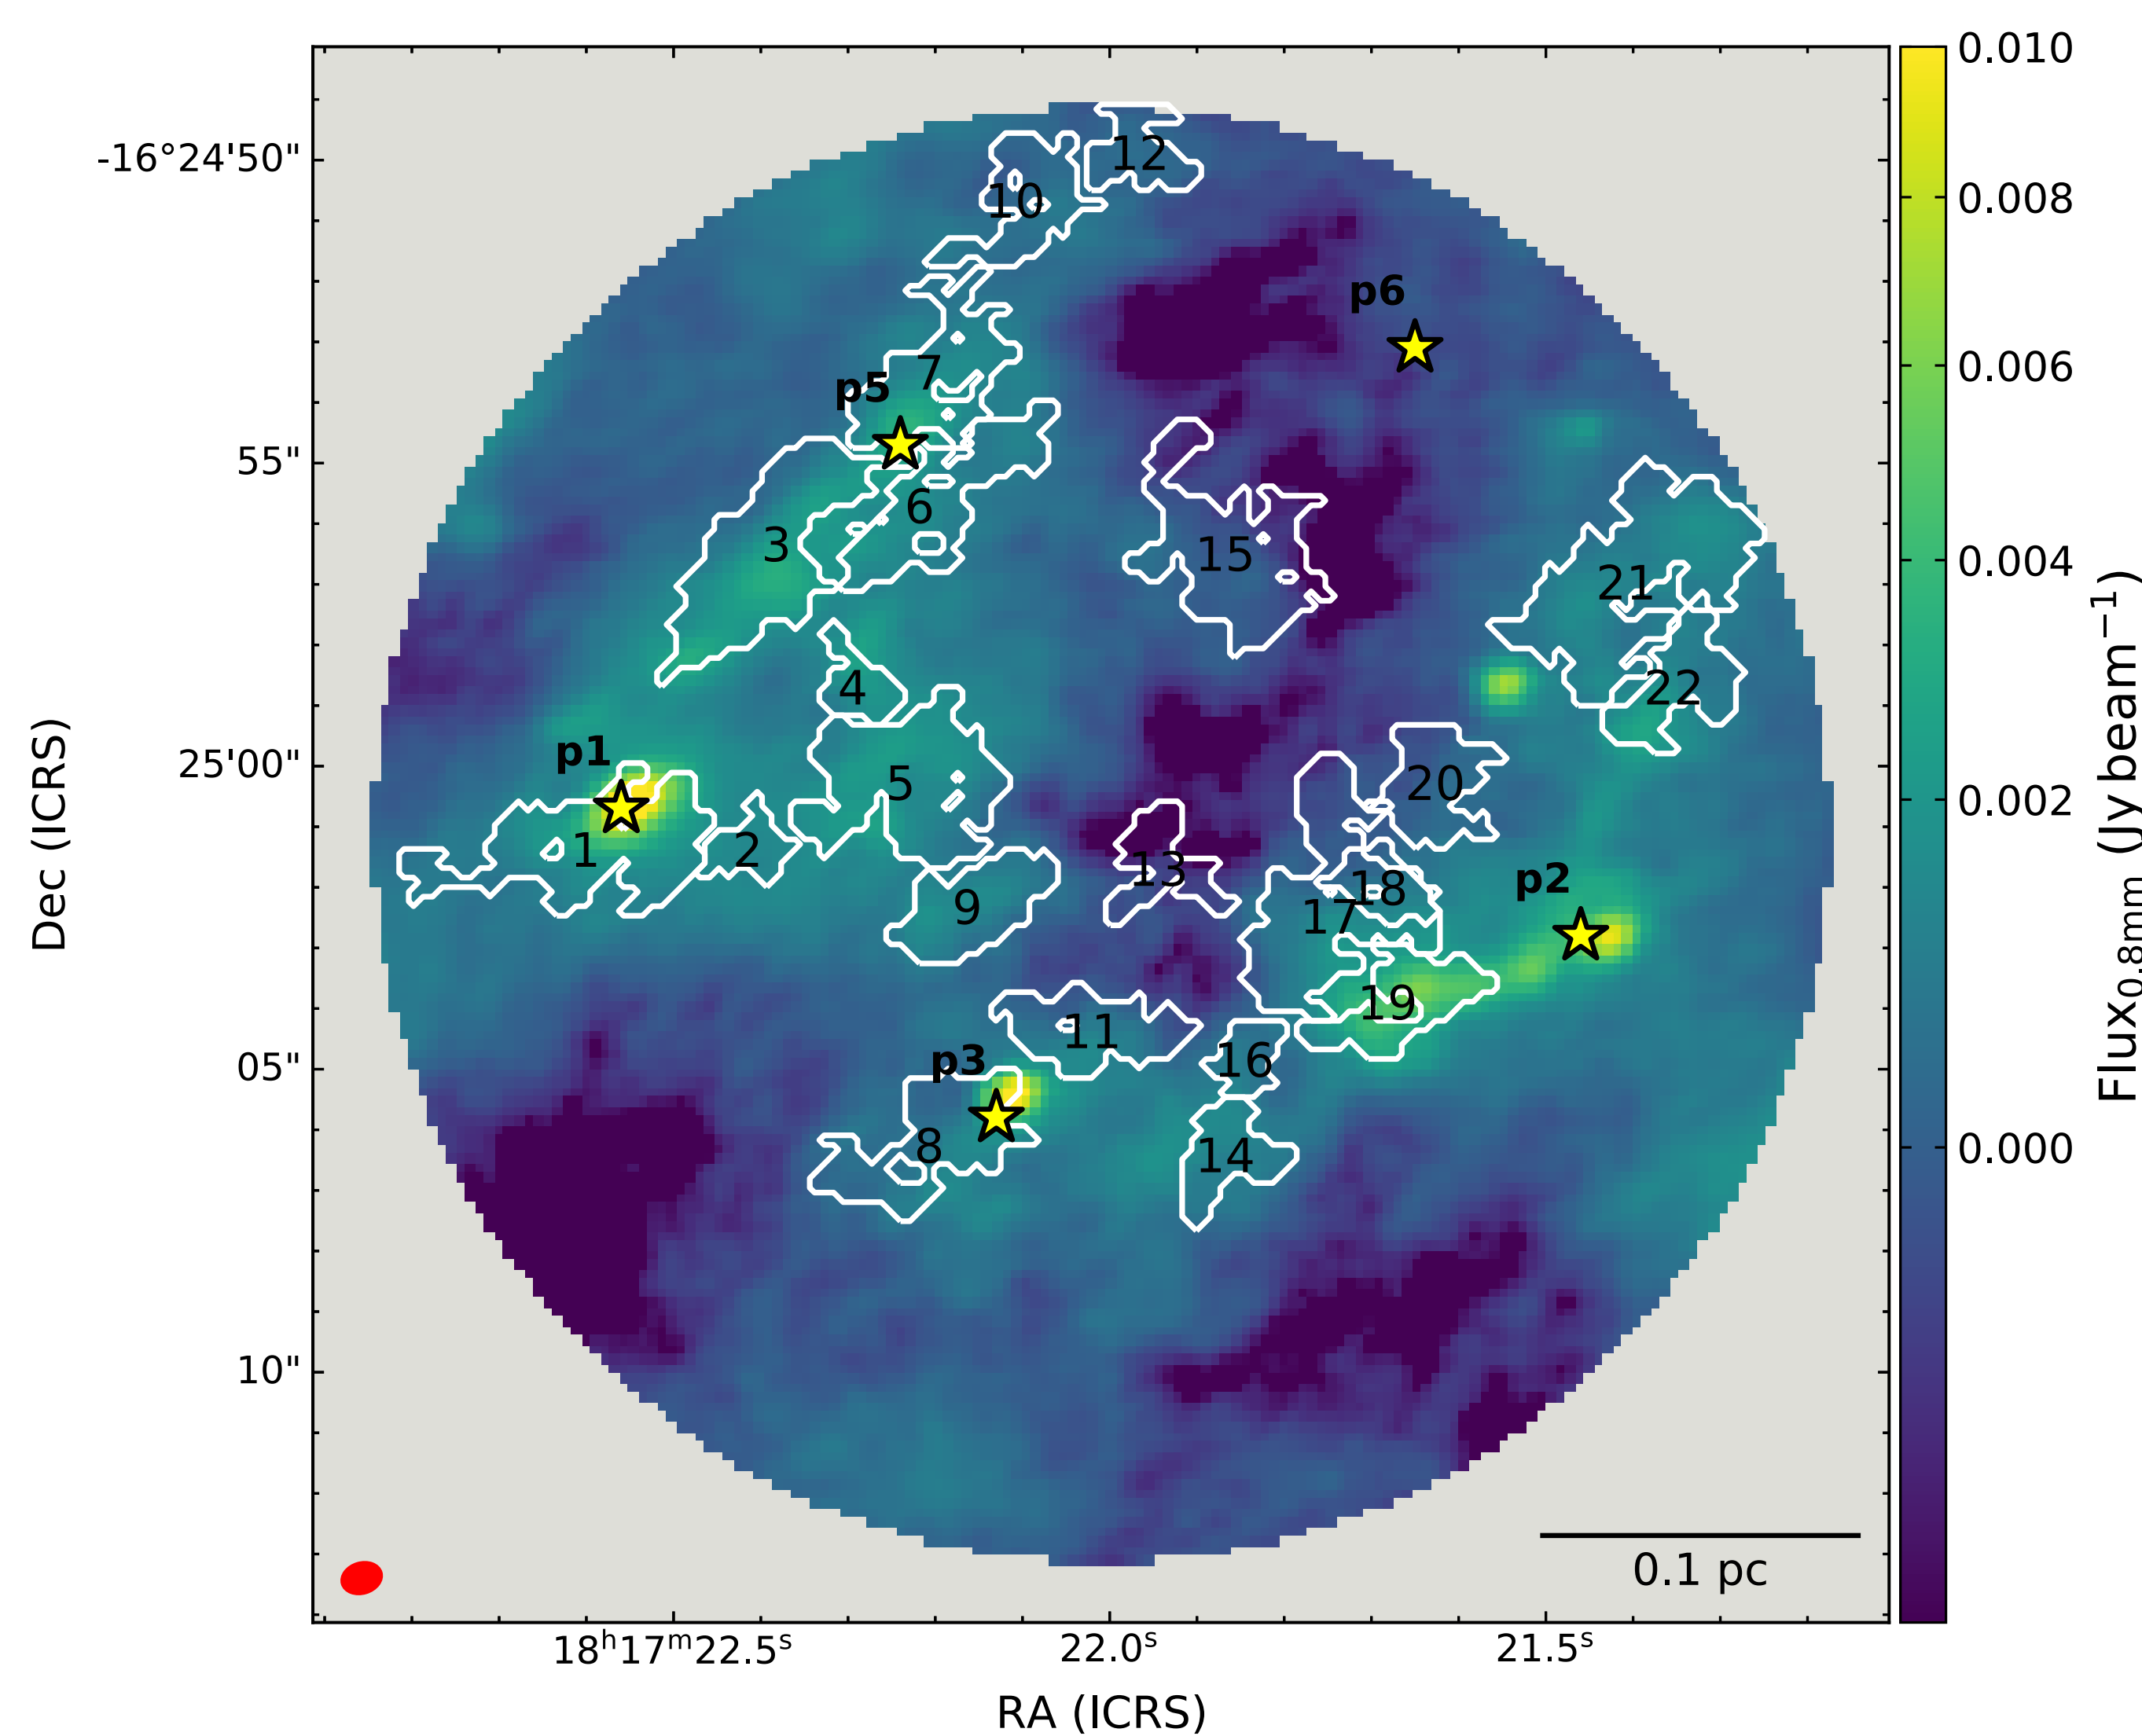 0.010
12
-16°24'50"
0.008
10
p6
0.006
7
p5
55"
6
3
15
0.004
21
4
22
p1
25'00"
5
20
0.002
1
2
13
p2
18
9
17
19
11
16
p3
05"
8
14
0.000
10"
0.1 pc
18ʰ17ᵐ22.5ˢ
22.0ˢ
21.5ˢ
RA (ICRS)
Dec (ICRS)
Flux₀.₈ₘₘ (Jy beam⁻¹)